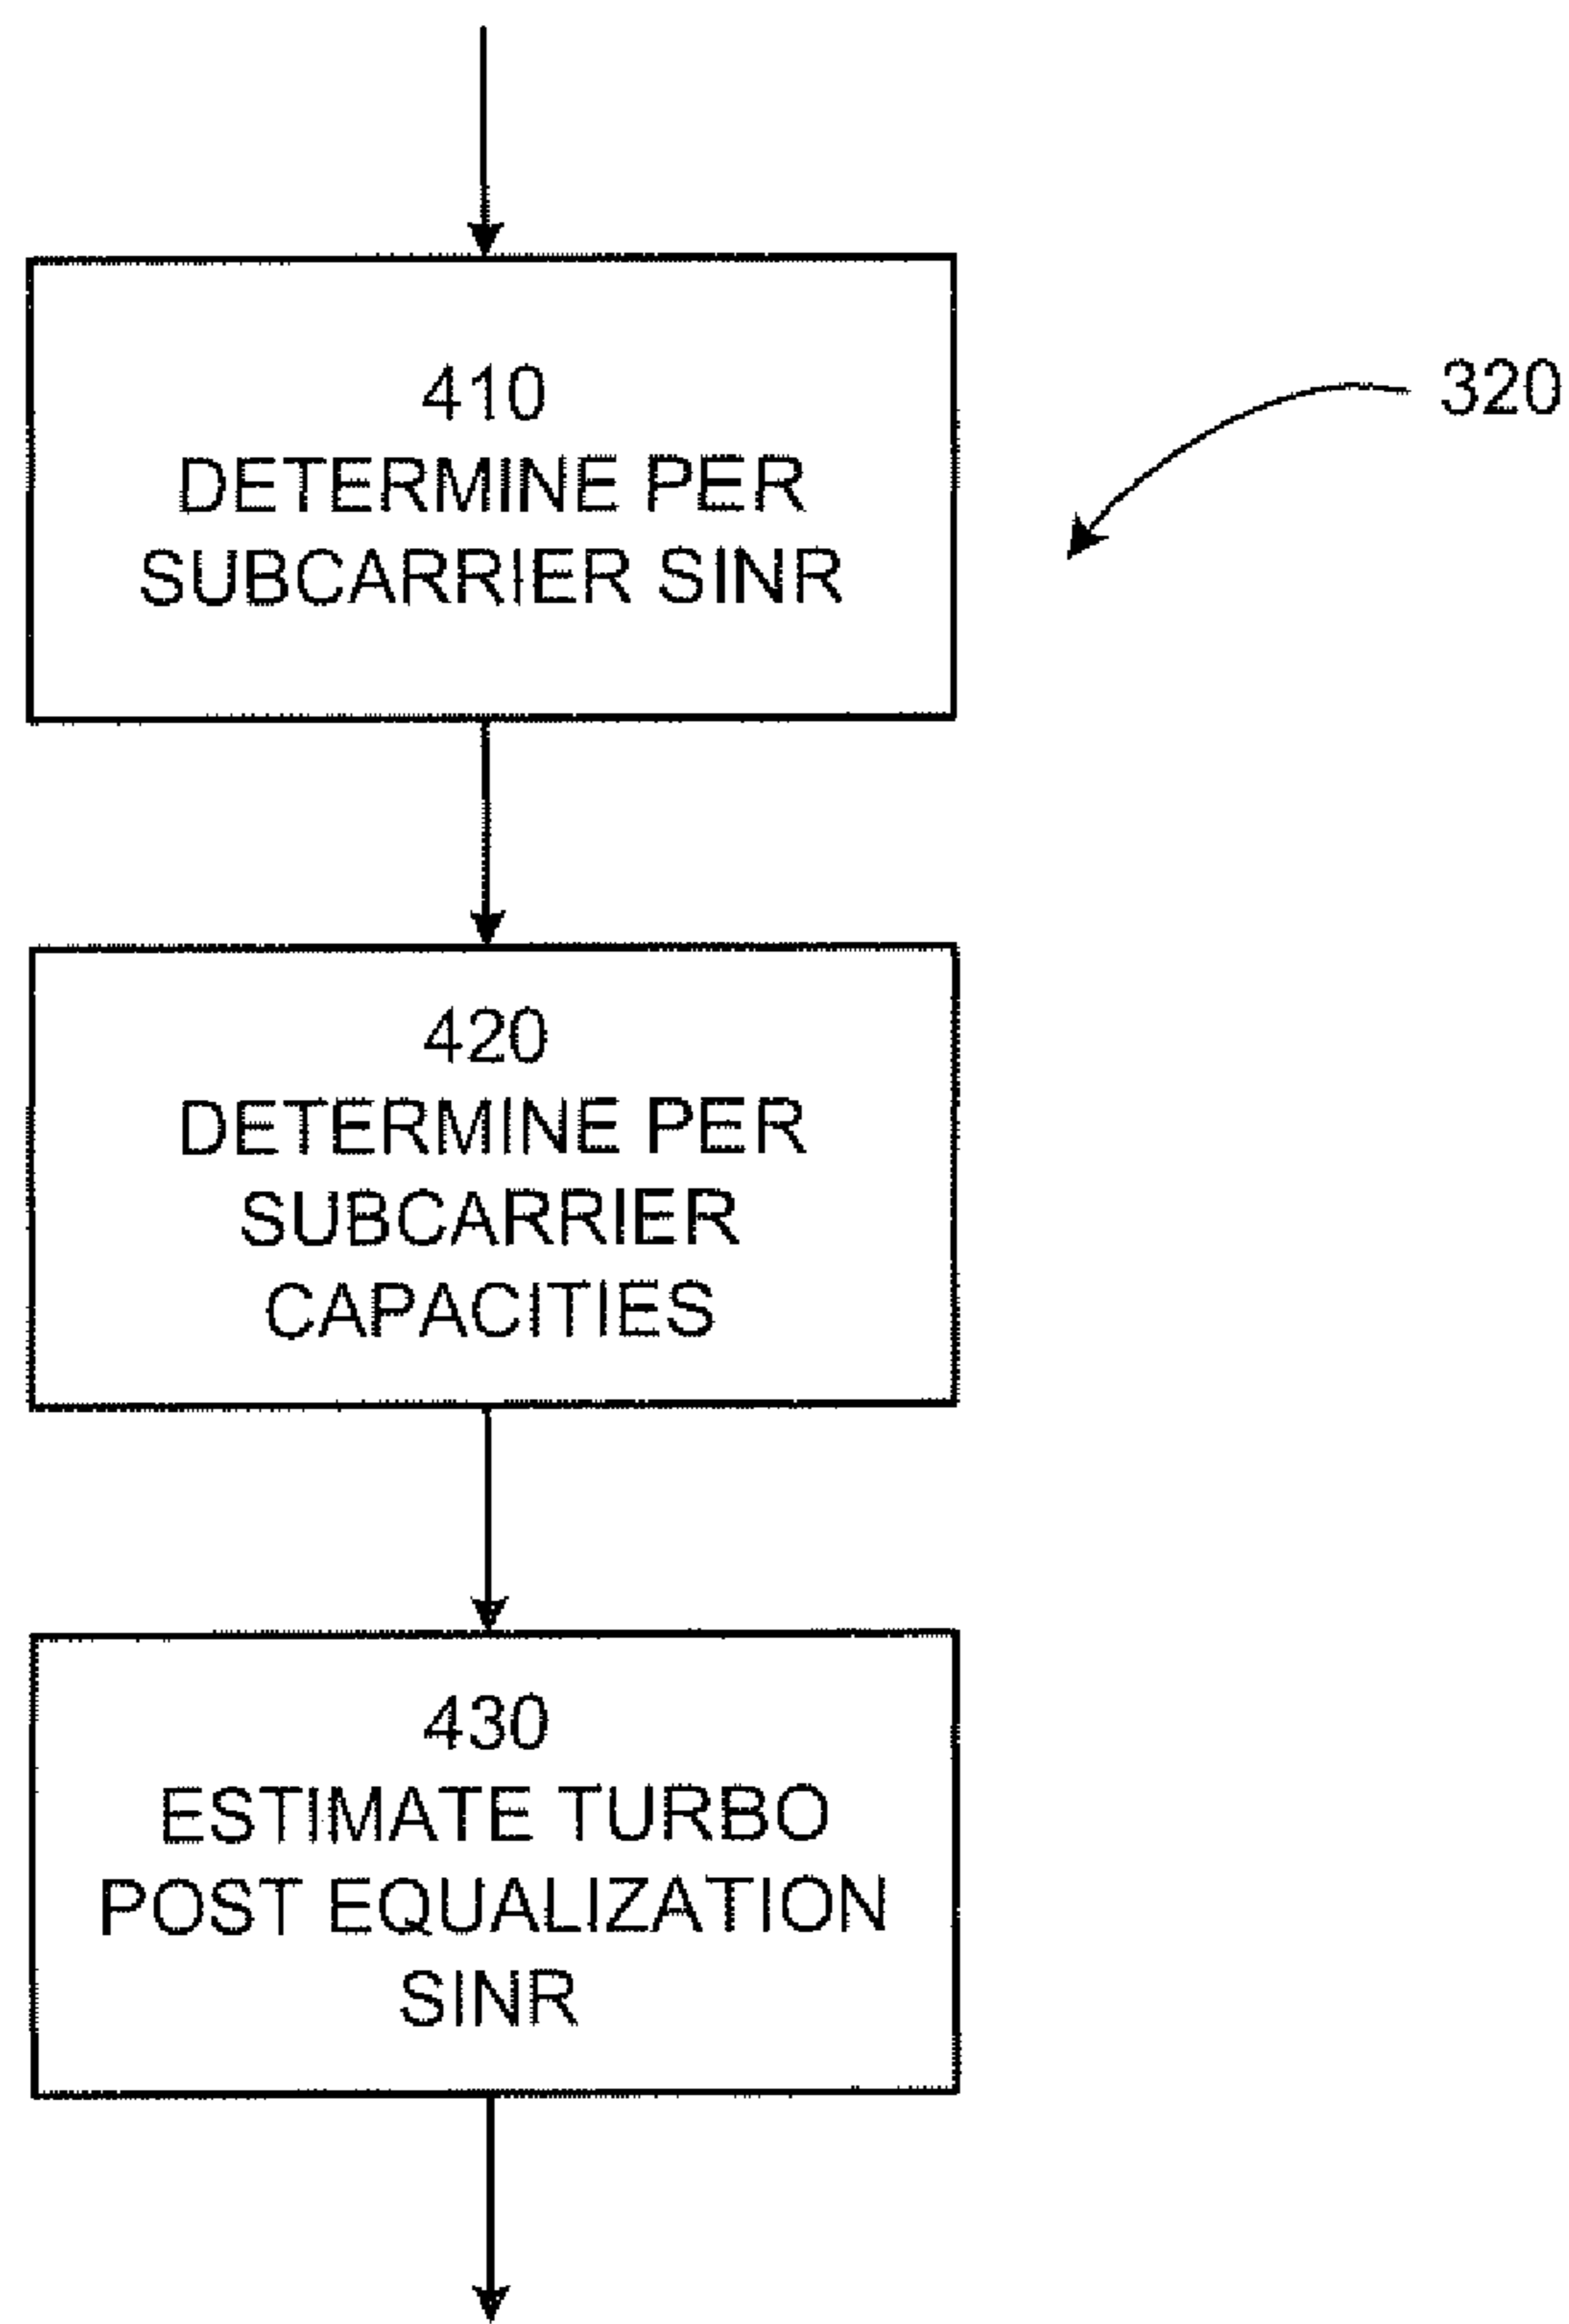 410
DETERMINE PER
SUBCARRIER SINR
320
420
DETERMINE PER
SUBCARRIER
CAPACITIES
430
ESTIMATE TURBO
POST EQUALIZATION
SINR